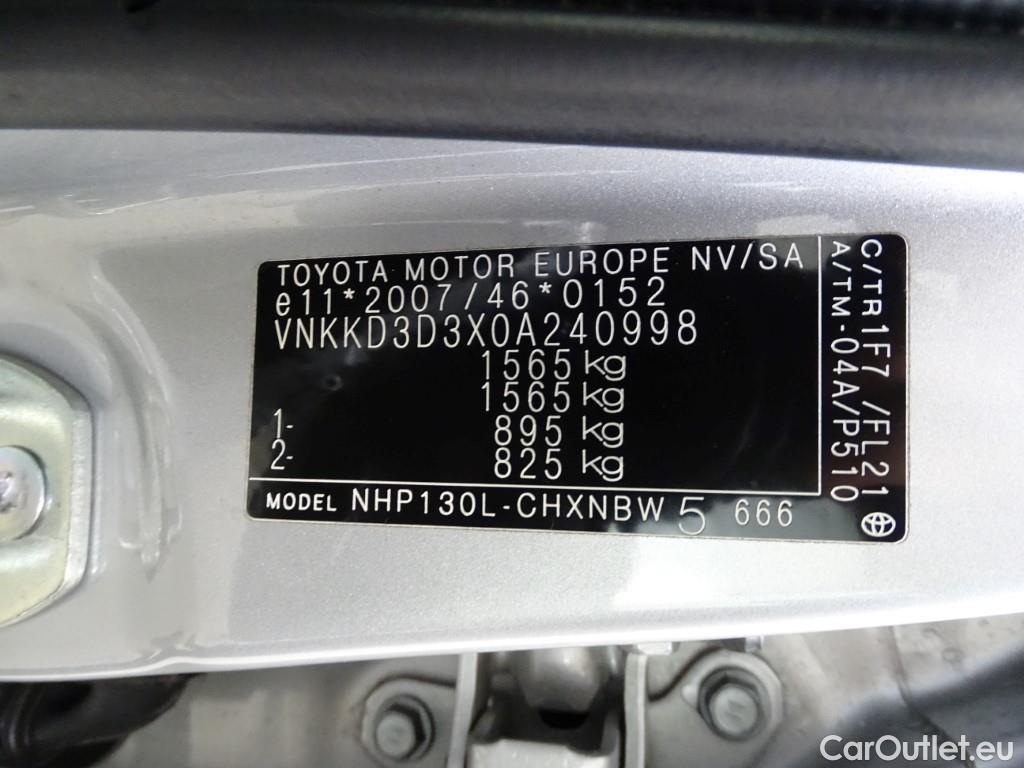 TOYOTA MOTOR EUROPE NV/SA
e11*2007/46*0152
VNKKD3D3X0A240998
1565 kg
1565 kg
1- 895 kg
2- 825 kg
MODEL NHP130L-CHXNBW 5 666
C/TR1F7 /FL21
A/TM-04A/P510
CarOutlet.eu